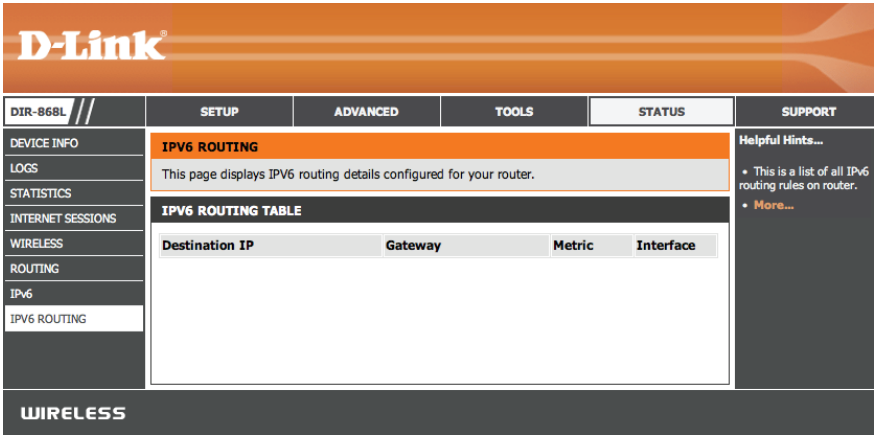 D-Link®
DIR-868L // SETUP ADVANCED TOOLS STATUS SUPPORT
DEVICE INFO
LOGS
STATISTICS
INTERNET SESSIONS
WIRELESS
ROUTING
IPv6
IPV6 ROUTING
IPV6 ROUTING
This page displays IPV6 routing details configured for your router.
IPV6 ROUTING TABLE
Destination IP Gateway Metric Interface
Helpful Hints...
• This is a list of all IPv6
routing rules on router.
• More...
WIRELESS